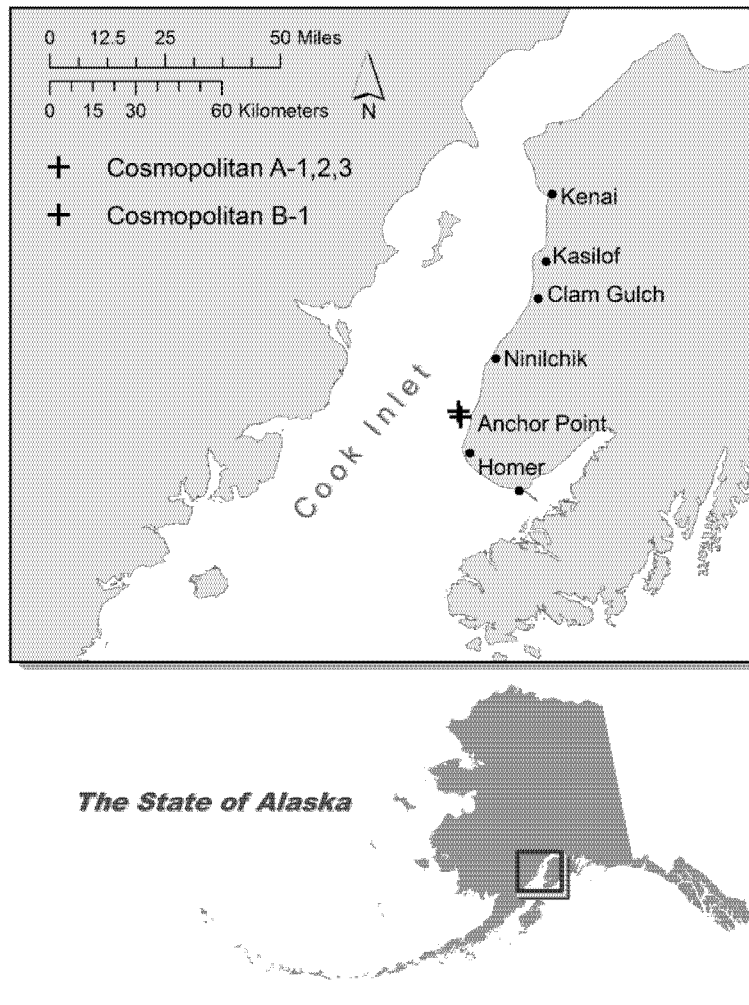 0 12.5 25 50 Miles
0 15 30 60 Kilometers
N
Cosmopolitan A-1,2,3
Cosmopolitan B-1
Kenai
Kasilof
Clam Gulch
Ninilchik
Cook Inlet
Anchor Point
Homer
The State of Alaska